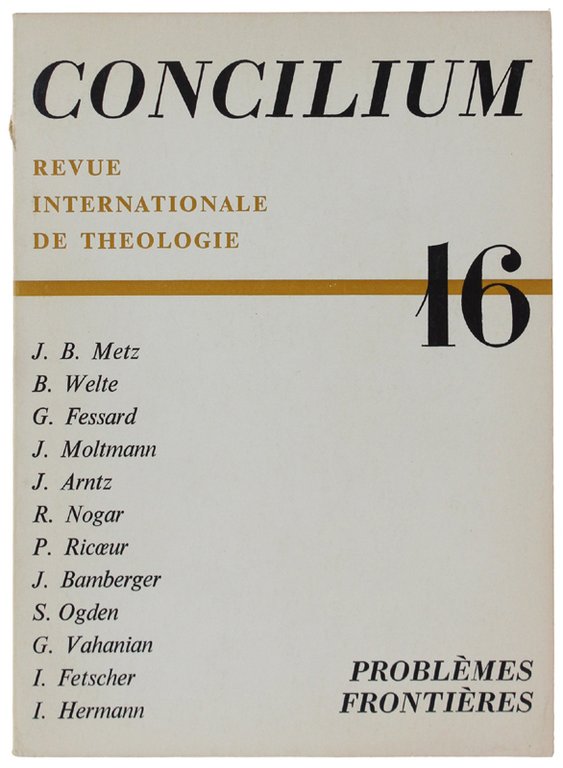 CONCILIUM
REVUE
INTERNATIONALE
DE THEOLOGIE
16
J. B. Metz
B. Welte
G. Fessard
J. Moltmann
J. Arntz
R. Nogar
P. Ricœur
J. Bamberger
S. Ogden
G. Vahanian
I. Fetscher
I. Hermann
PROBLÈMES
FRONTIÈRES